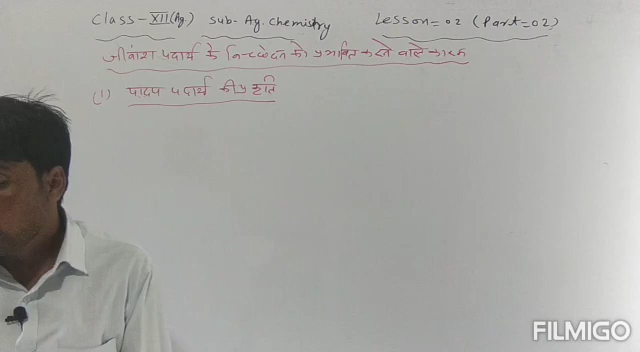 Class-XII(Ag.) Sub- Ag. Chemistry Lesson= 02 (Part=02)
जीवांश पदार्थ के विच्छेदन को प्रभावित करने वाले कारक
(1) पादप पदार्थ की प्रकृति
FILMIGO